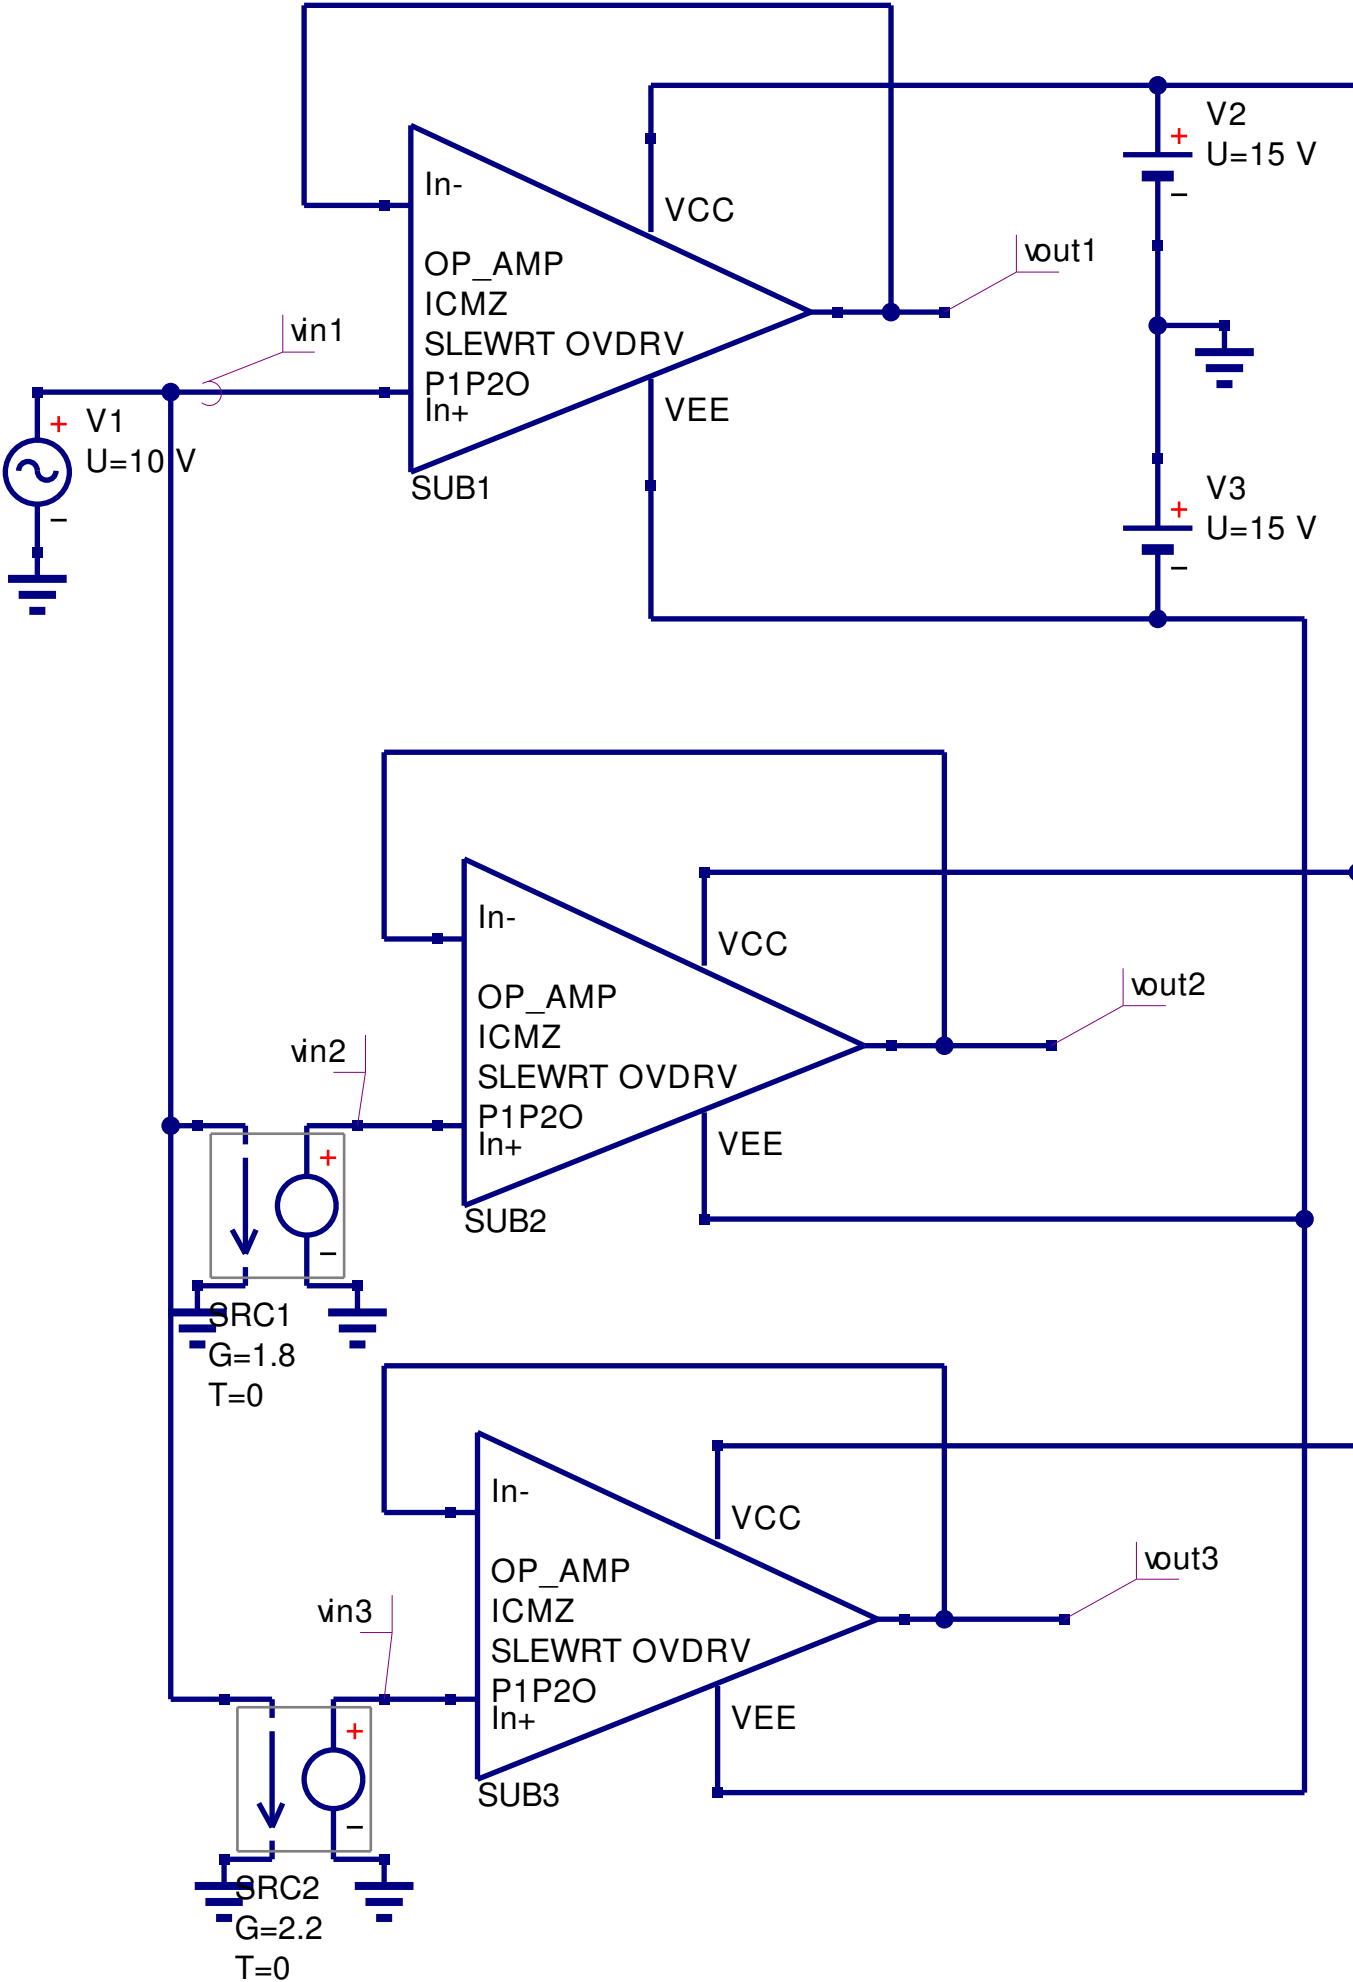 V2
+
U=15 V
−
In-
VCC
vout1
OP_AMP
ICMZ
SLEWRT OVDRV
P1P2O
In+
vin1
+
V1
U=10 V
−
VEE
SUB1
V3
+
U=15 V
−
In-
VCC
OP_AMP
ICMZ
SLEWRT OVDRV
P1P2O
In+
vout2
vin2
+
−
VEE
SUB2
SRC1
G=1.8
T=0
In-
VCC
OP_AMP
ICMZ
SLEWRT OVDRV
P1P2O
In+
vout3
vin3
+
−
VEE
SUB3
SRC2
G=2.2
T=0